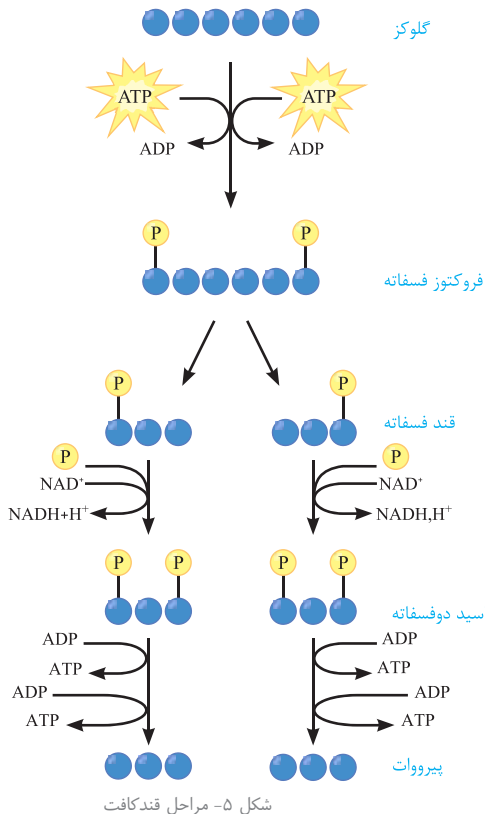 گلوکز
ATP ATP
ADP ADP
P P
فروکتوز فسفاته
P P
قند فسفاته
P P
NAD⁺ NAD⁺
NADH+H⁺ NADH,H⁺
P P P P
سید دوفسفاته
ADP ADP
ATP ATP
ADP ADP
ATP ATP
پیرووات
شکل ۵- مراحل قندکافت